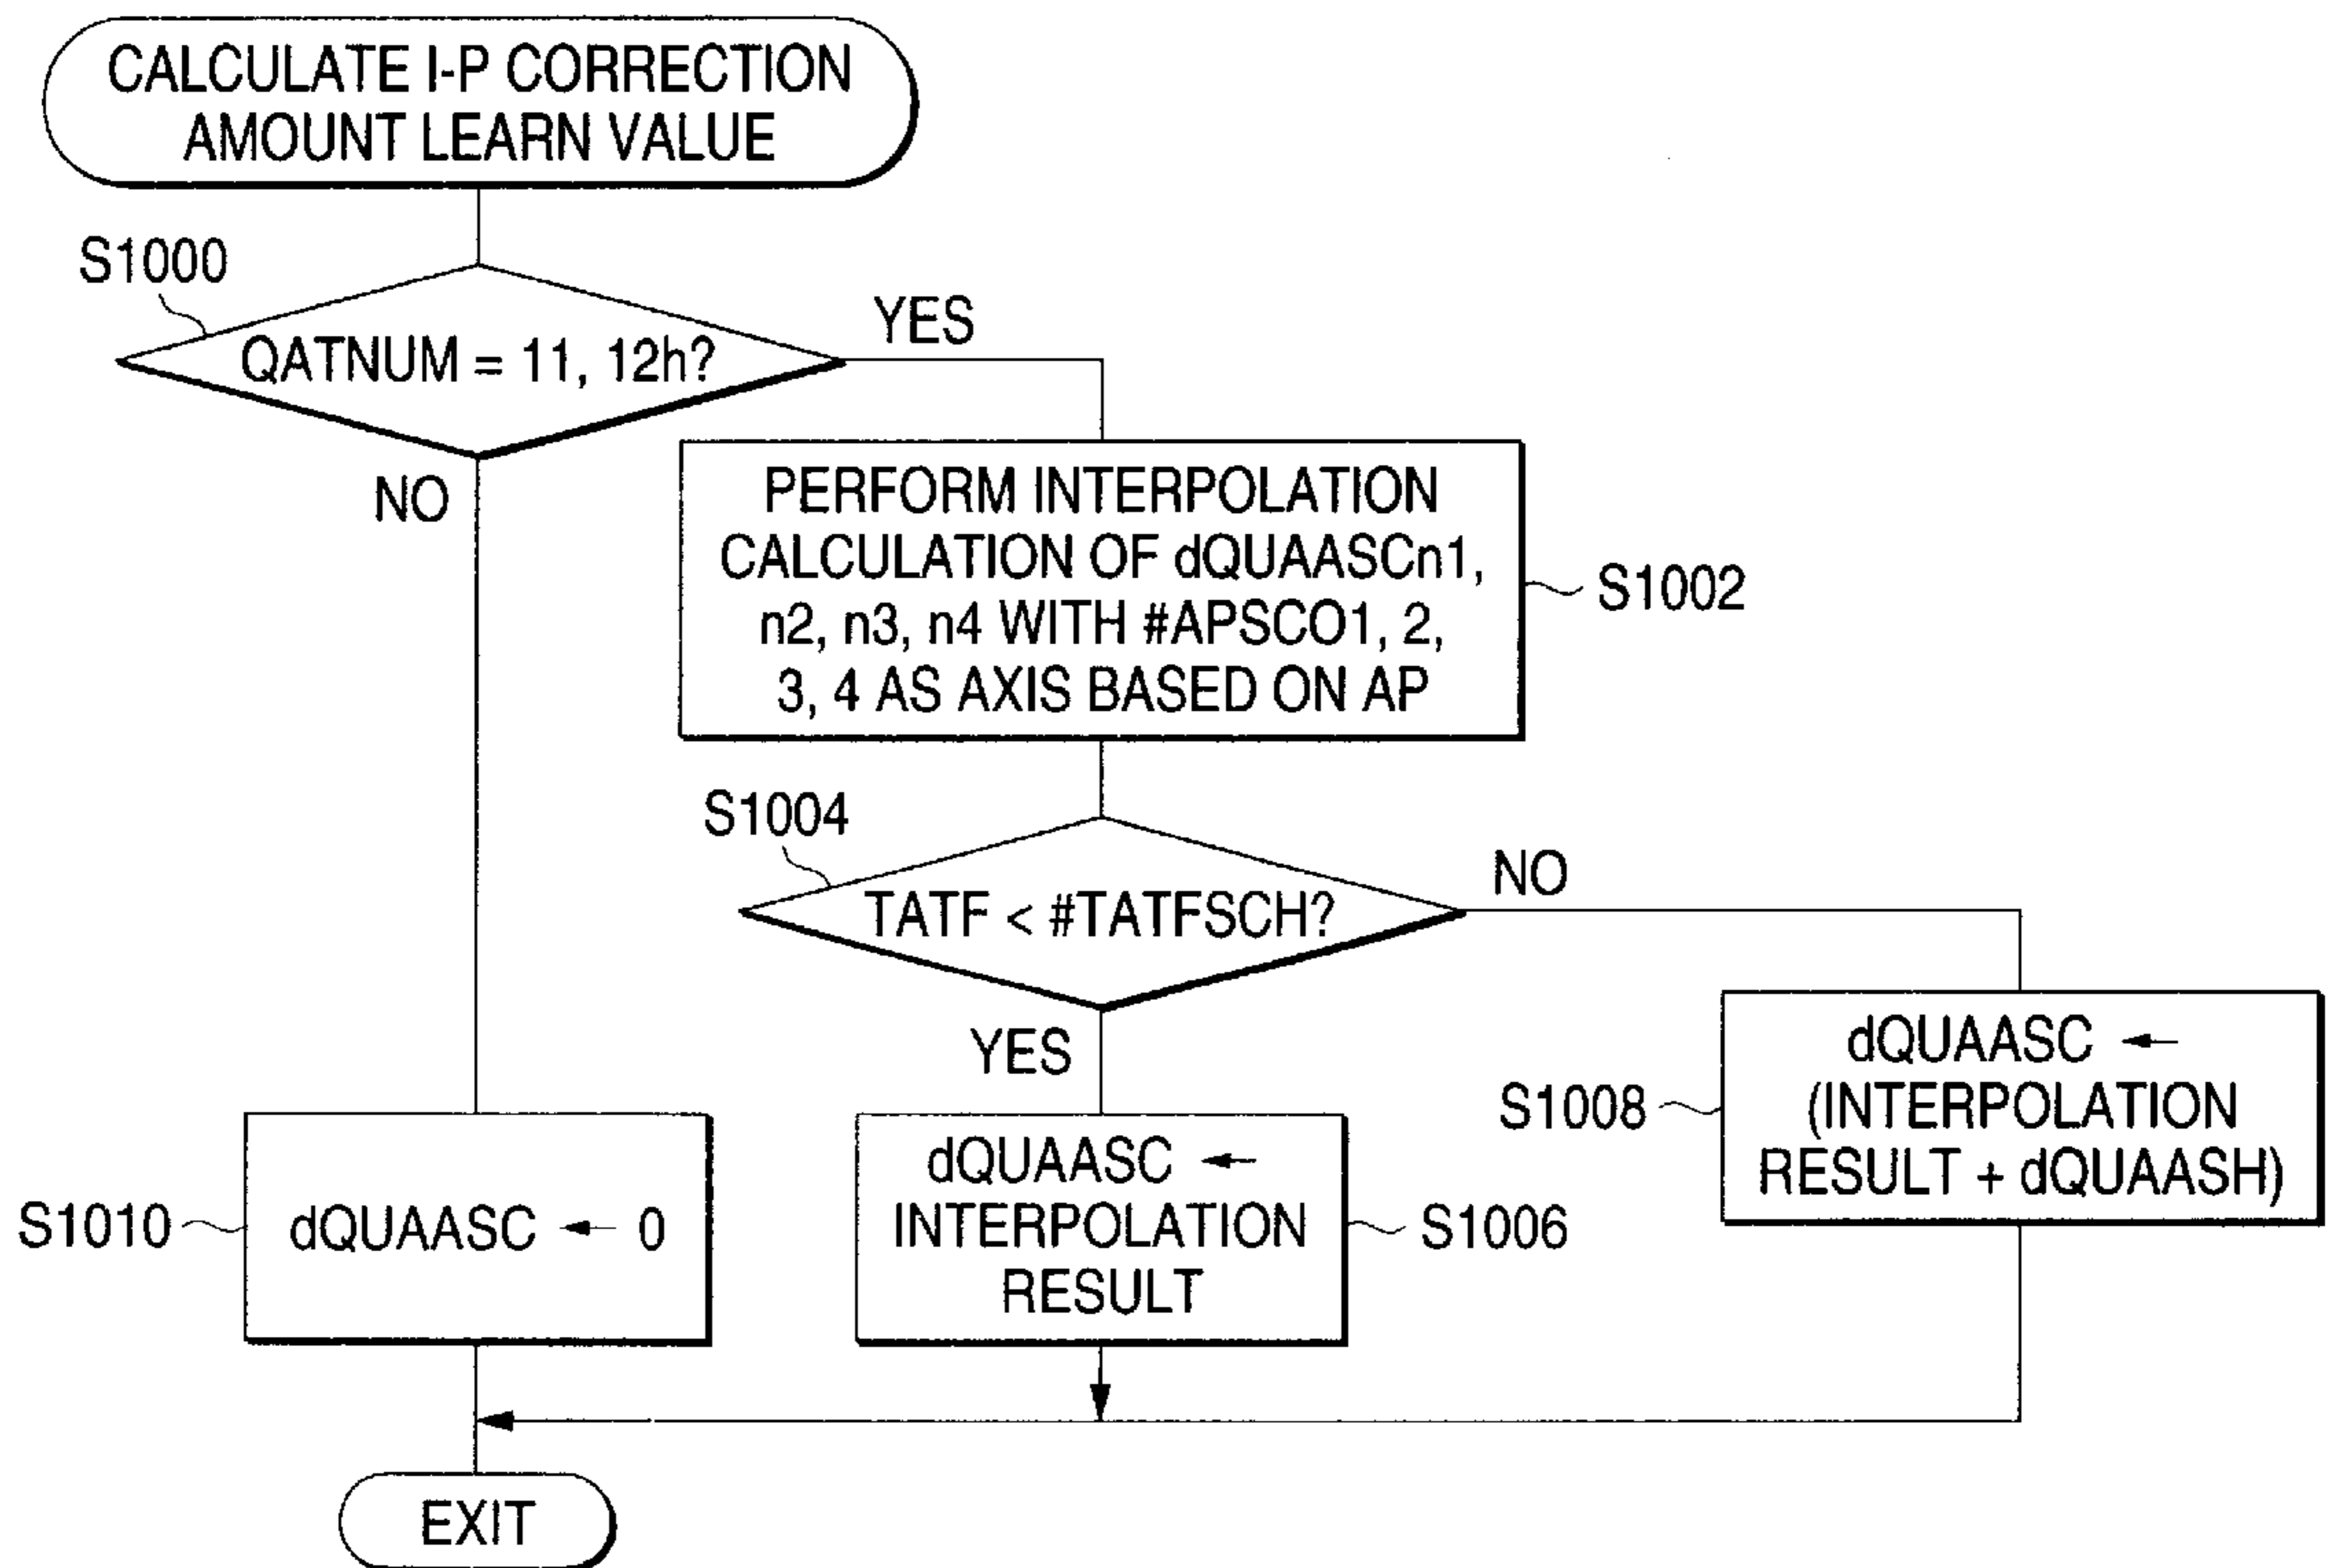 CALCULATE I-P CORRECTION
AMOUNT LEARN VALUE
S1000
QATNUM = 11, 12h?
YES
NO
PERFORM INTERPOLATION
CALCULATION OF dQUAASCn1,
n2, n3, n4 WITH #APSCO1, 2,
3, 4 AS AXIS BASED ON AP
S1002
S1004
TATF < #TATFSCH?
NO
YES
dQUAASC ←
(INTERPOLATION
RESULT + dQUAASH)
S1008
dQUAASC ←
INTERPOLATION
RESULT
S1006
S1010
dQUAASC ← 0
EXIT